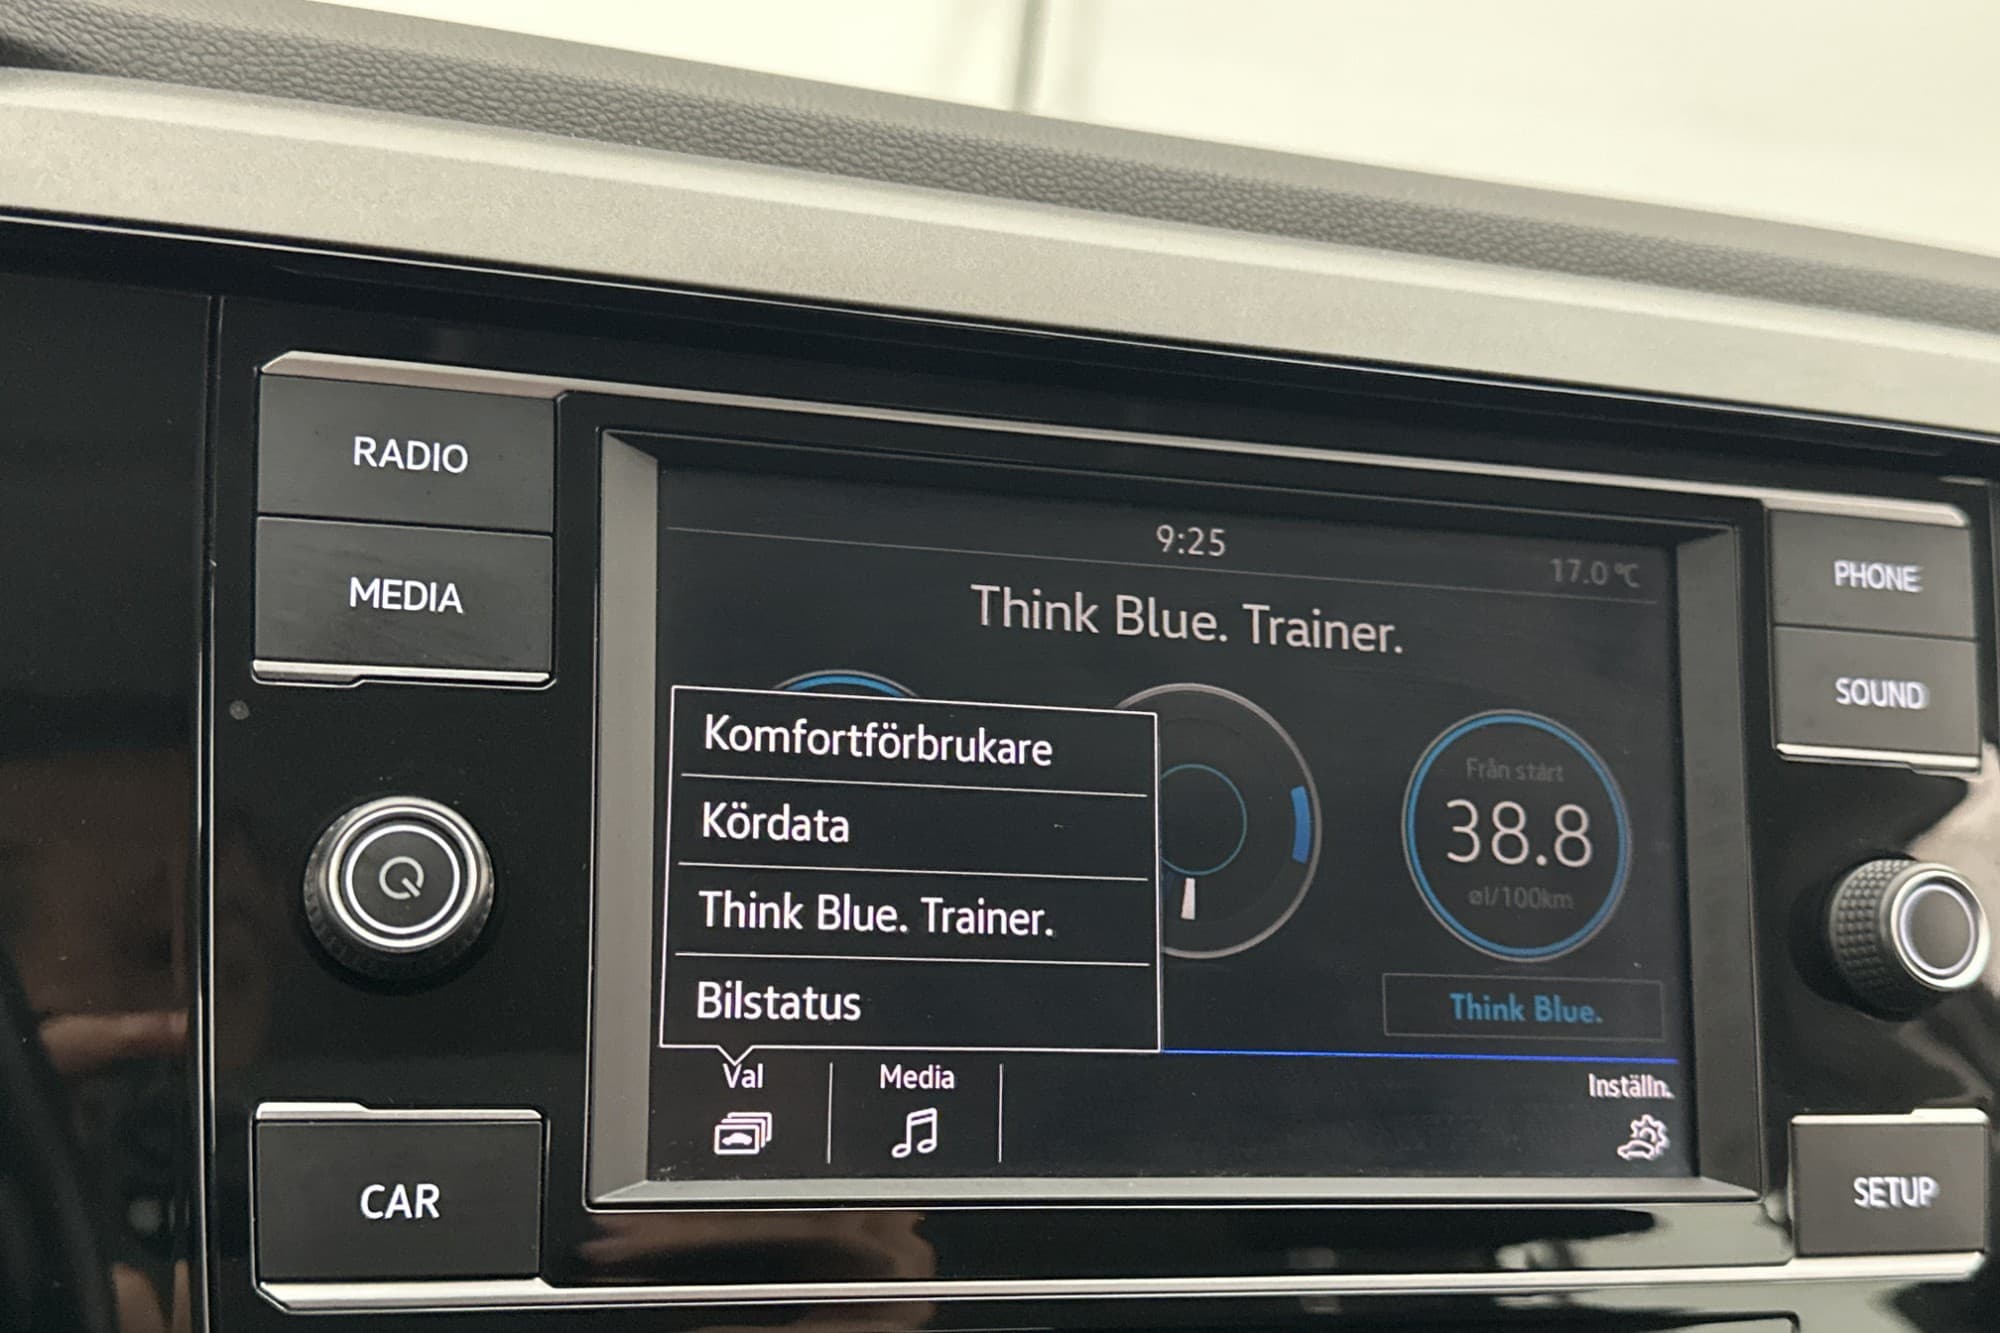 RADIO
MEDIA
CAR
9:25
17.0 °C
Think Blue. Trainer.
Komfortförbrukare
Kördata
Think Blue. Trainer.
Bilstatus
Från start
38.8
øl/100km
Think Blue.
Val
Media
Inställn.
PHONE
SOUND
SETUP